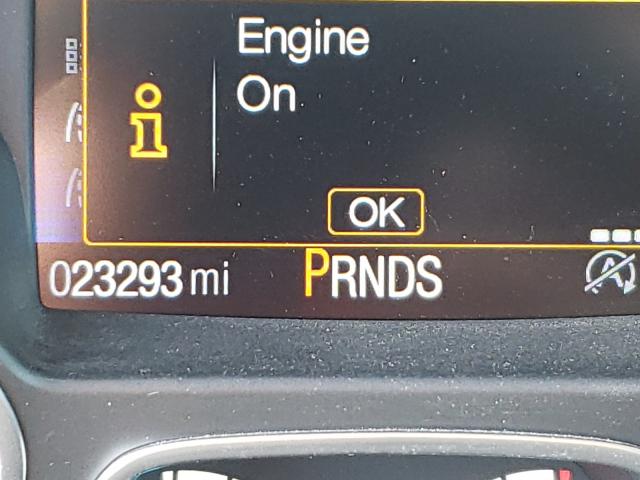 Engine
On
OK
023293 mi PRNDS